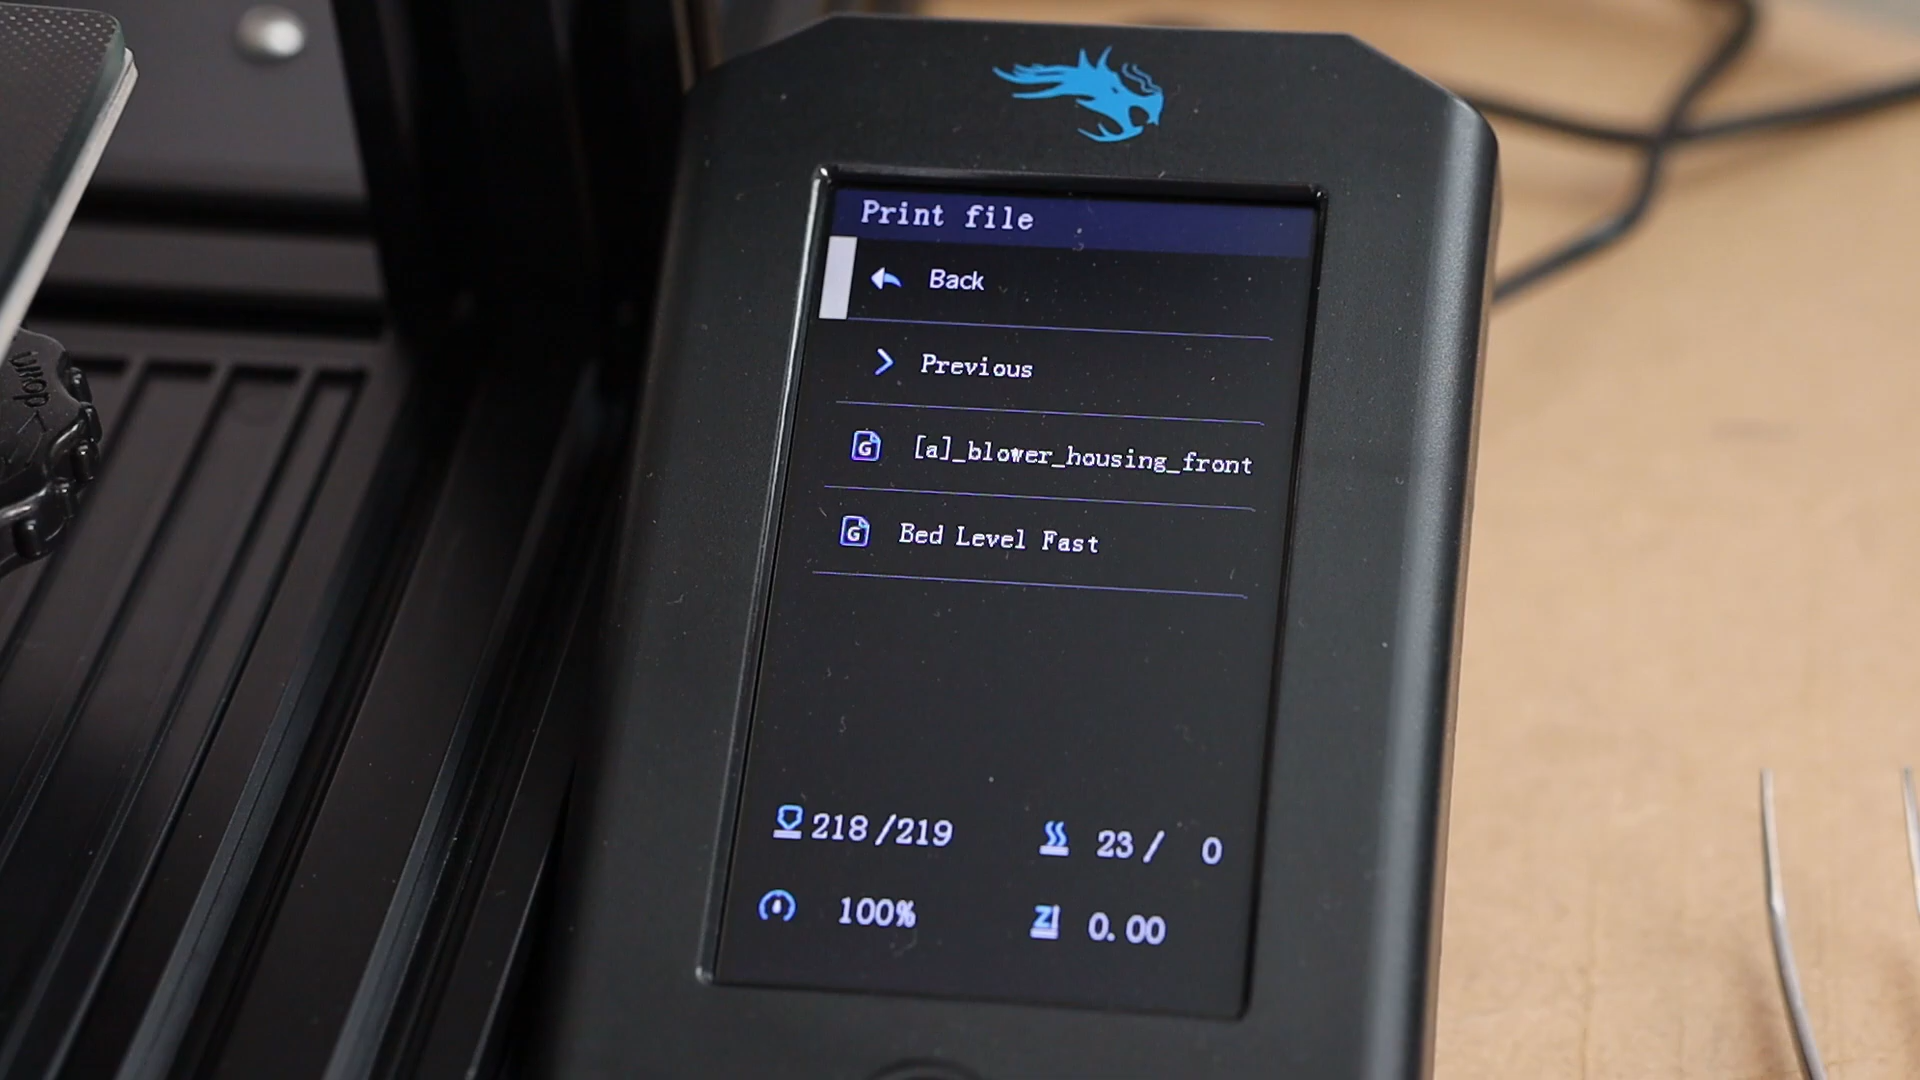 Print file
Back
Previous
[a]_blower_housing_front
Bed Level Fast
218 /219
23 / 0
100%
Z 0.00